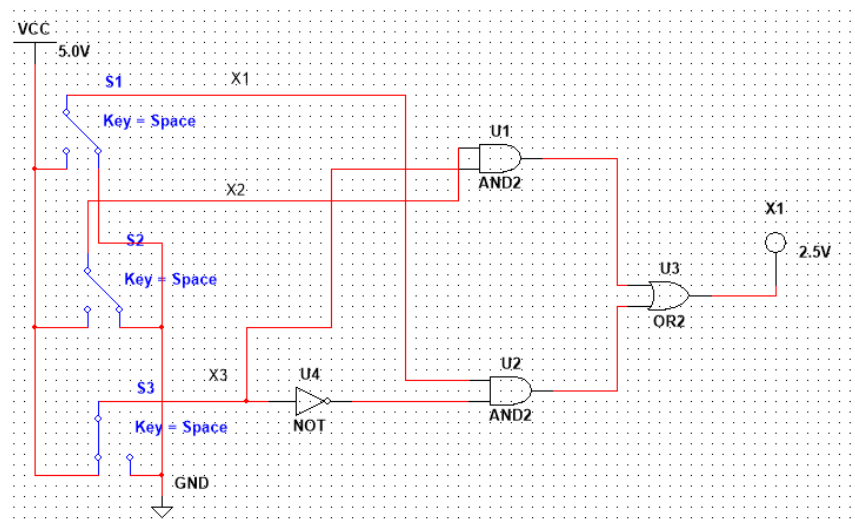 VCC
5.0V
S1
X1
Key = Space
U1
AND2
X2
X1
S2
2.5V
Key = Space
U3
OR2
U2
X3
U4
S3
AND2
NOT
Key = Space
GND